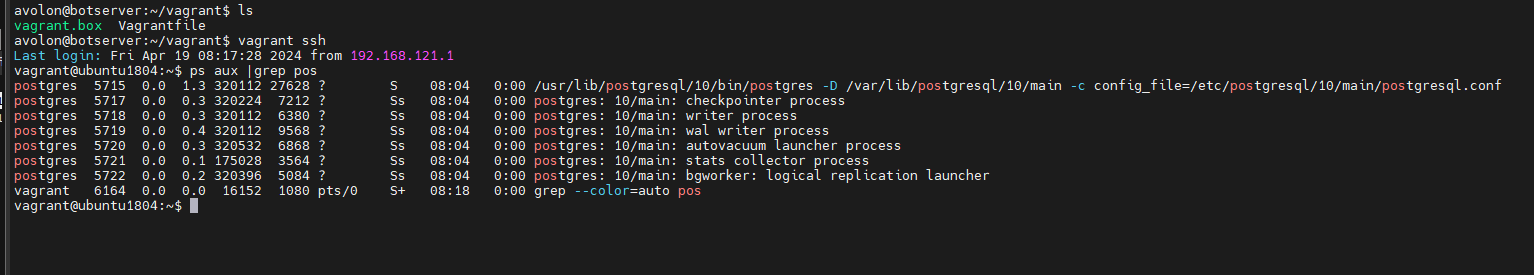 avolon@botserver:~/vagrant$ ls
vagrant.box  Vagrantfile
avolon@botserver:~/vagrant$ vagrant ssh
Last login: Fri Apr 19 08:17:28 2024 from 192.168.121.1
vagrant@ubuntu1804:~$ ps aux |grep pos
postgres  5715  0.0  1.3 320112 27628 ?        S    08:04   0:00 /usr/lib/postgresql/10/bin/postgres -D /var/lib/postgresql/10/main -c config_file=/etc/postgresql/10/main/postgresql.conf
postgres  5717  0.0  0.3 320224  7212 ?        Ss   08:04   0:00 postgres: 10/main: checkpointer process
postgres  5718  0.0  0.3 320112  6380 ?        Ss   08:04   0:00 postgres: 10/main: writer process
postgres  5719  0.0  0.4 320112  9568 ?        Ss   08:04   0:00 postgres: 10/main: wal writer process
postgres  5720  0.0  0.3 320532  6868 ?        Ss   08:04   0:00 postgres: 10/main: autovacuum launcher process
postgres  5721  0.0  0.1 175028  3564 ?        Ss   08:04   0:00 postgres: 10/main: stats collector process
postgres  5722  0.0  0.2 320396  5084 ?        Ss   08:04   0:00 postgres: 10/main: bgworker: logical replication launcher
vagrant   6164  0.0  0.0  16152  1080 pts/0    S+   08:18   0:00 grep --color=auto pos
vagrant@ubuntu1804:~$